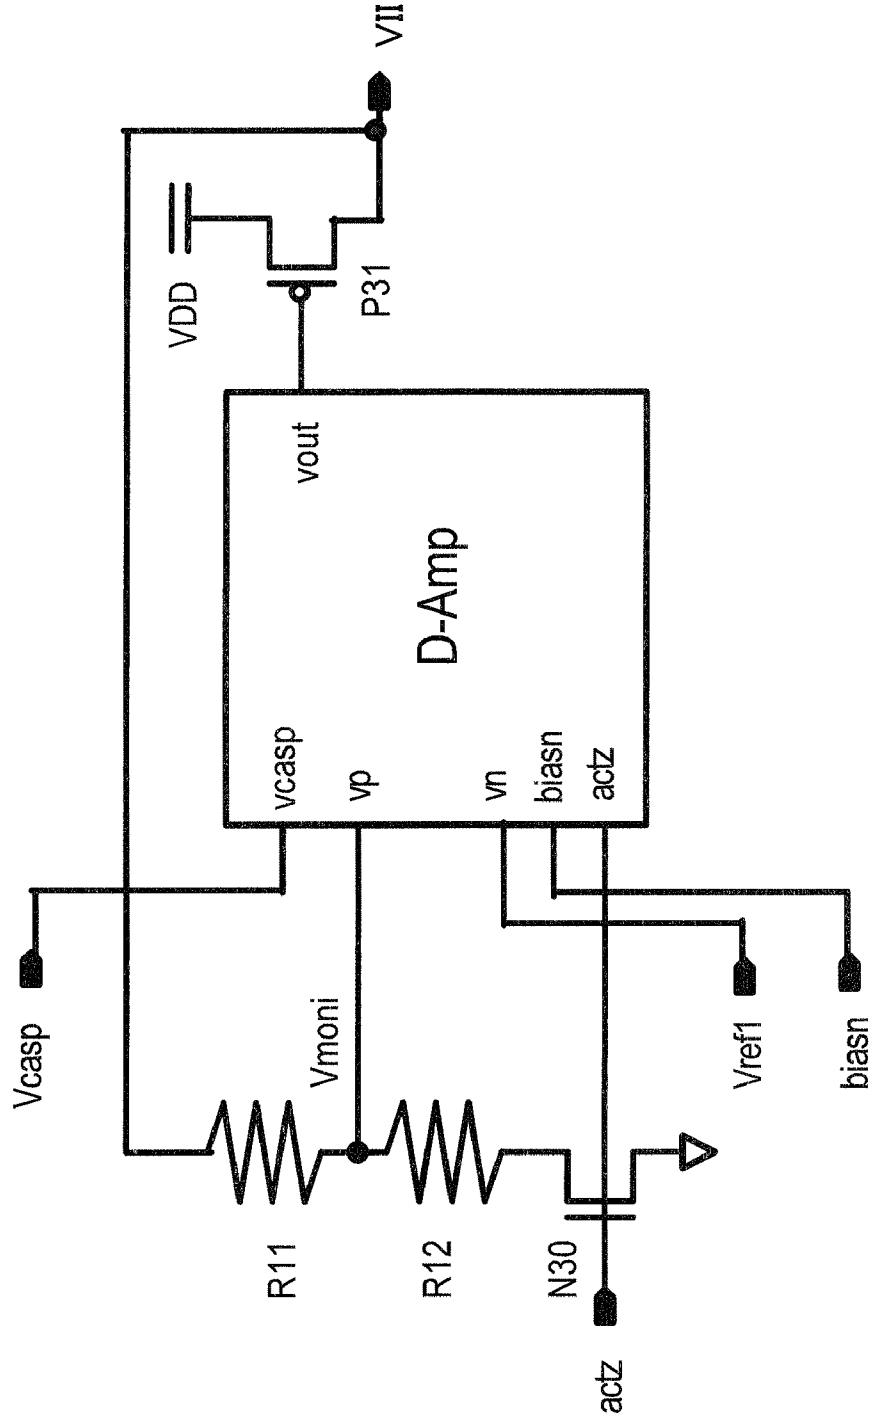 Vcasp
Vmoni
R11
R12
N30
actz
Vref1
biasn
vcasp
vp
vn
biasn
actz
D-Amp
vout
VDD
P31
VII